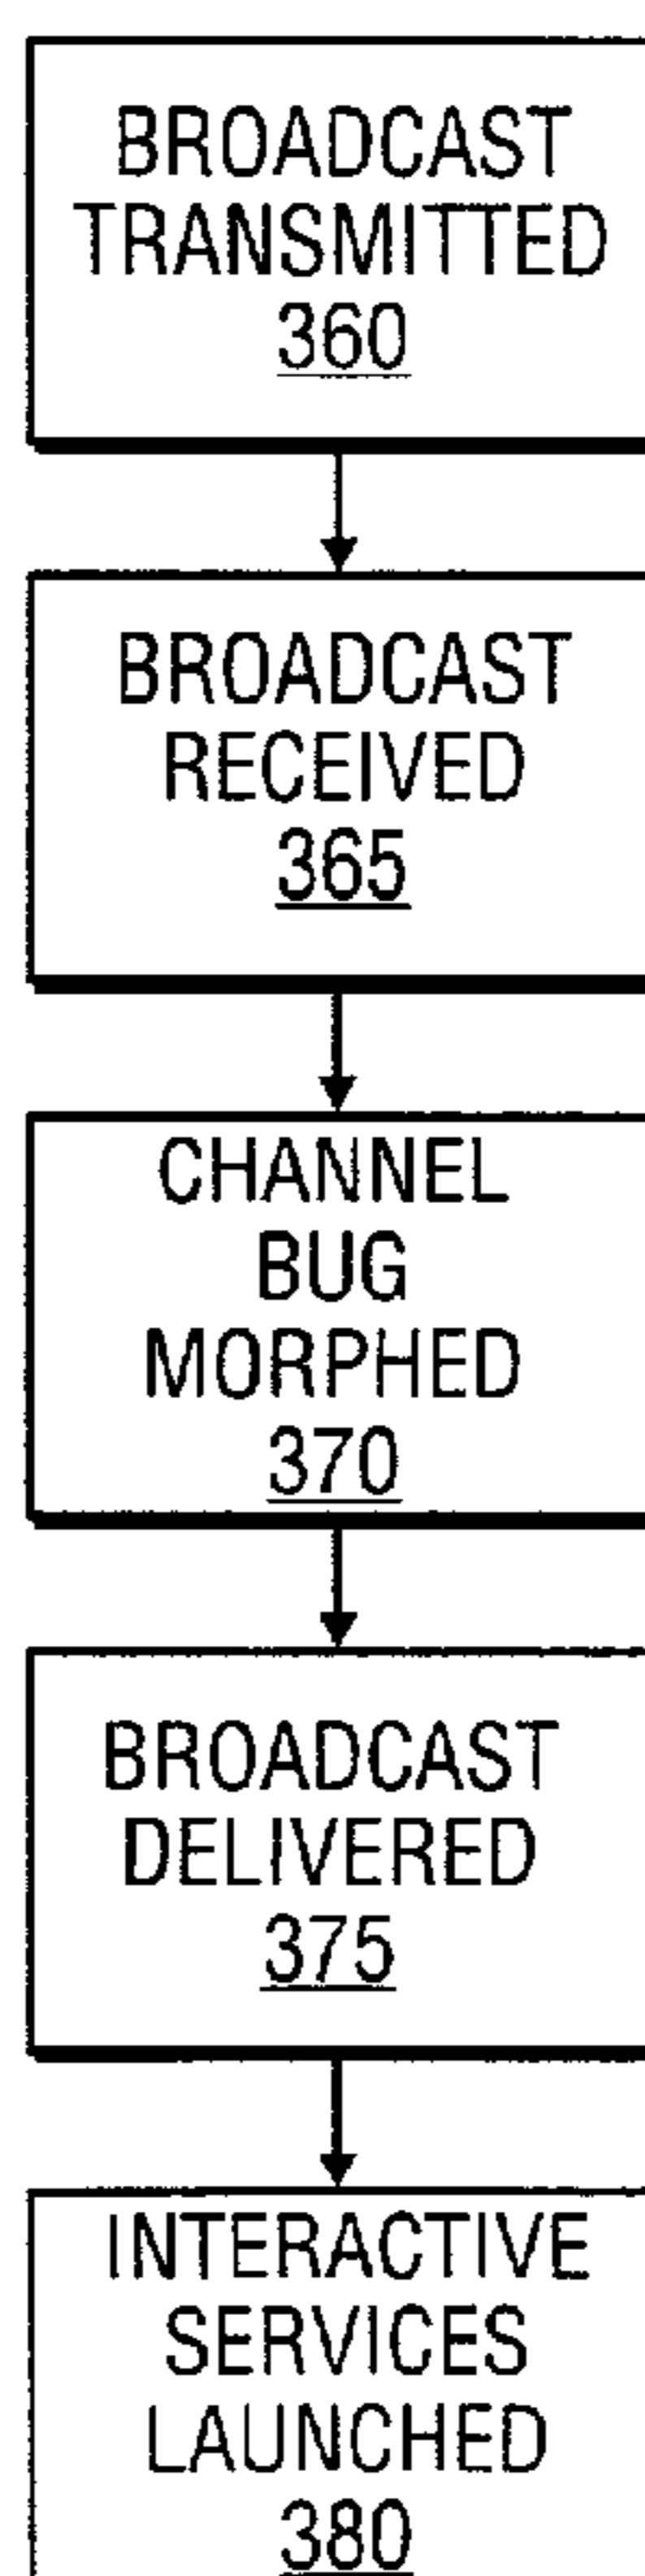 BROADCAST
TRANSMITTED
360
BROADCAST
RECEIVED
365
CHANNEL
BUG
MORPHED
370
BROADCAST
DELIVERED
375
INTERACTIVE
SERVICES
LAUNCHED
380